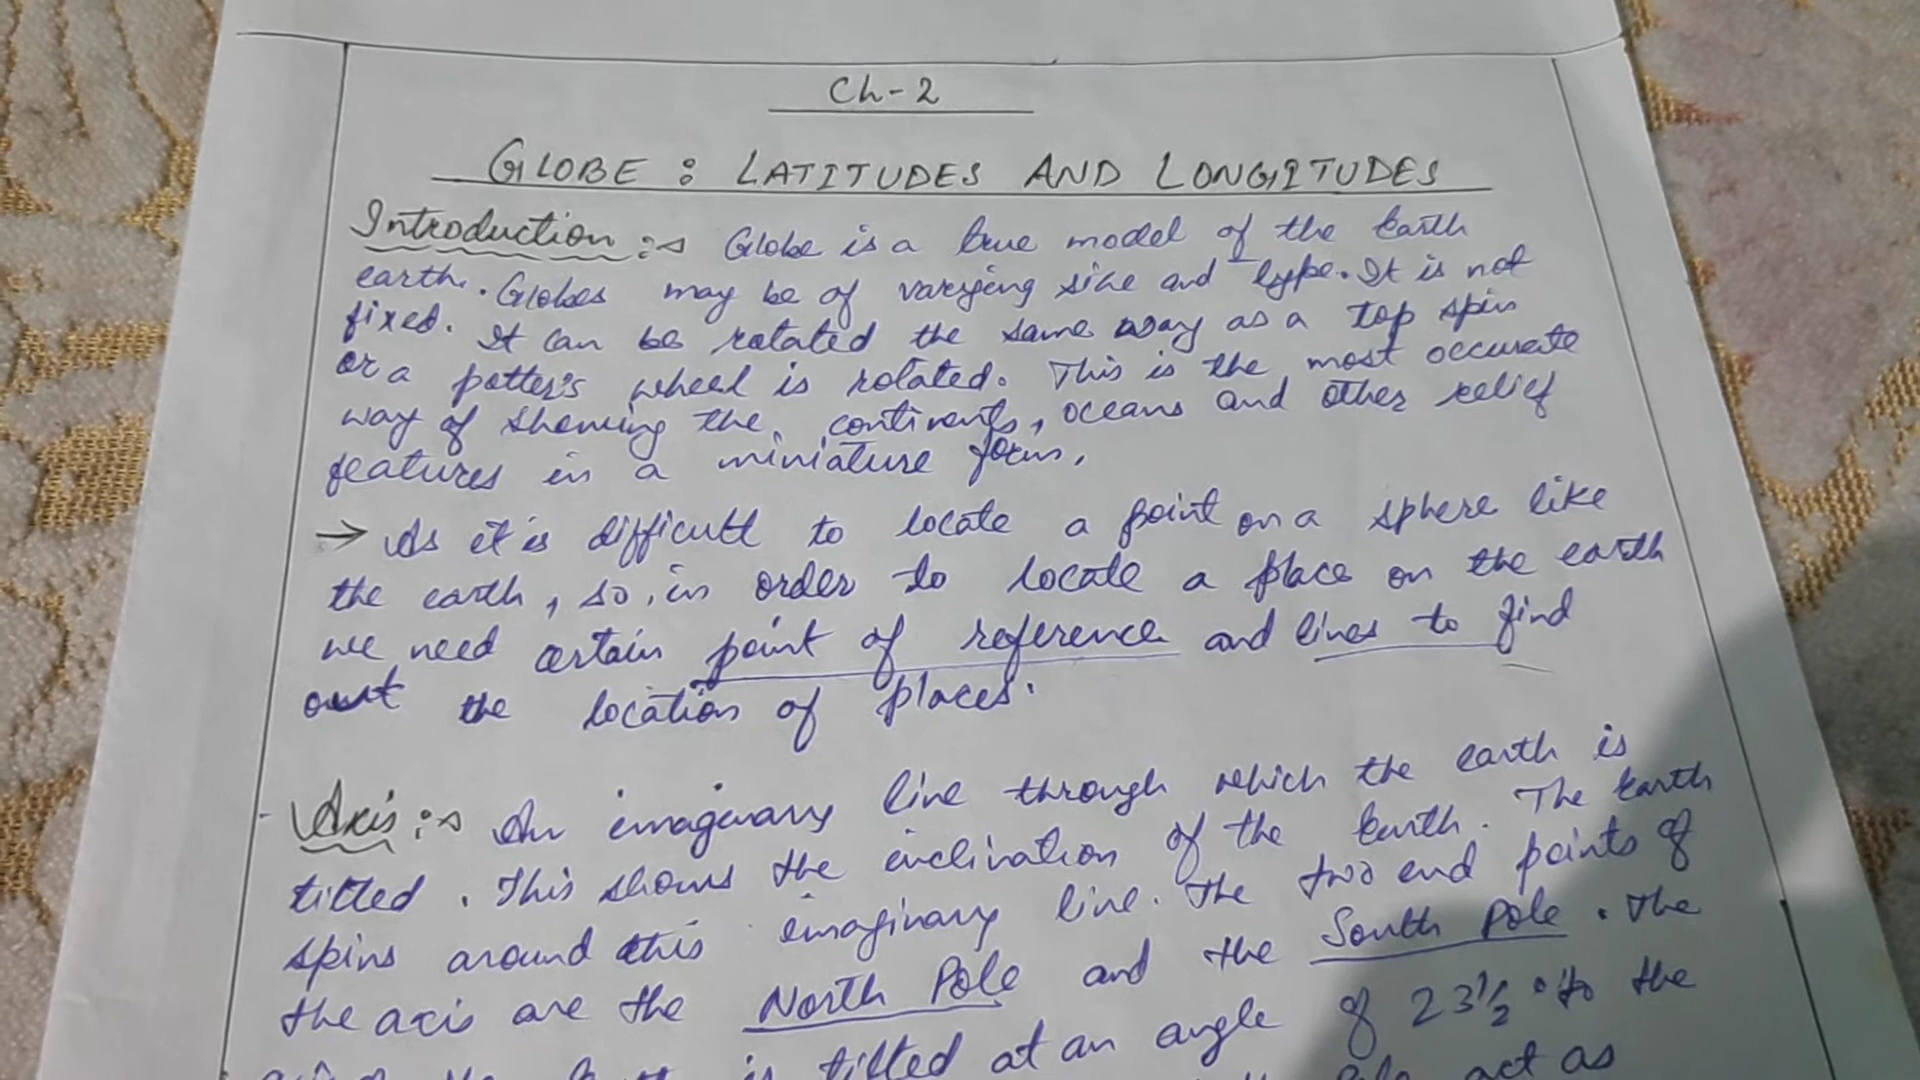 Ch-2
GLOBE : LATITUDES AND LONGITUDES
Introduction :→ Globe is a true model of the Earth
earth. Globes may be of varying size and type. It is not
fixed. It can be rotated the same way as a top spin
or a potter's wheel is rotated. This is the most occurate
way of showing the continents, oceans and other relief
features in a miniature form.
→ As it is difficult to locate a point on a sphere like
the earth, so, in order to locate a place on the earth
we need certain point of reference and lines to find
out the location of places.
Axis :→ An imaginary line through which the earth is
titled. This shows the inclination of the Earth. The Earth
spins around this imaginary line. The two end points of
the axis are the North Pole and the South Pole. The
is tilted at an angle of 23½° to the
act as